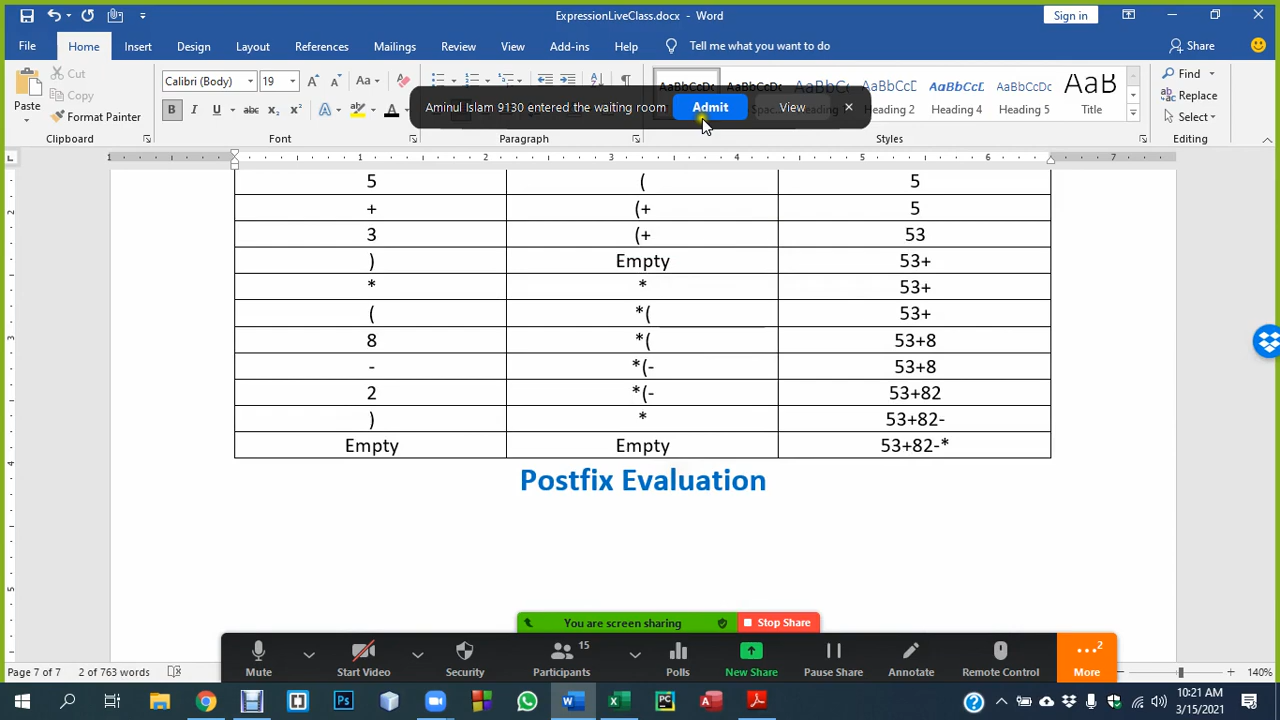 ExpressionLiveClass.docx - Word
Sign in
File Home Insert Design Layout References Mailings Review View Add-ins Help Tell me what you want to do Share
Paste
Cut
Copy
Format Painter
Clipboard
Calibri (Body) 19
Font
Paragraph
AaBbCcDc
Heading 2
Heading 4
Heading 5
AaB
Title
Styles
Find
Replace
Select
Editing
Aminul Islam 9130 entered the waiting room Admit View
5 ( 5
+ (+ 5
3 (+ 53
) Empty 53+
* * 53+
( *( 53+
8 *( 53+8
- *(- 53+8
2 *(- 53+82
) * 53+82-
Empty Empty 53+82-*
Postfix Evaluation
You are screen sharing Stop Share
Mute
Start Video
Security
Participants 15
Polls
New Share
Pause Share
Annotate
Remote Control
More 2
Page 7 of 7 2 of 763 words 140%
10:21 AM
3/15/2021